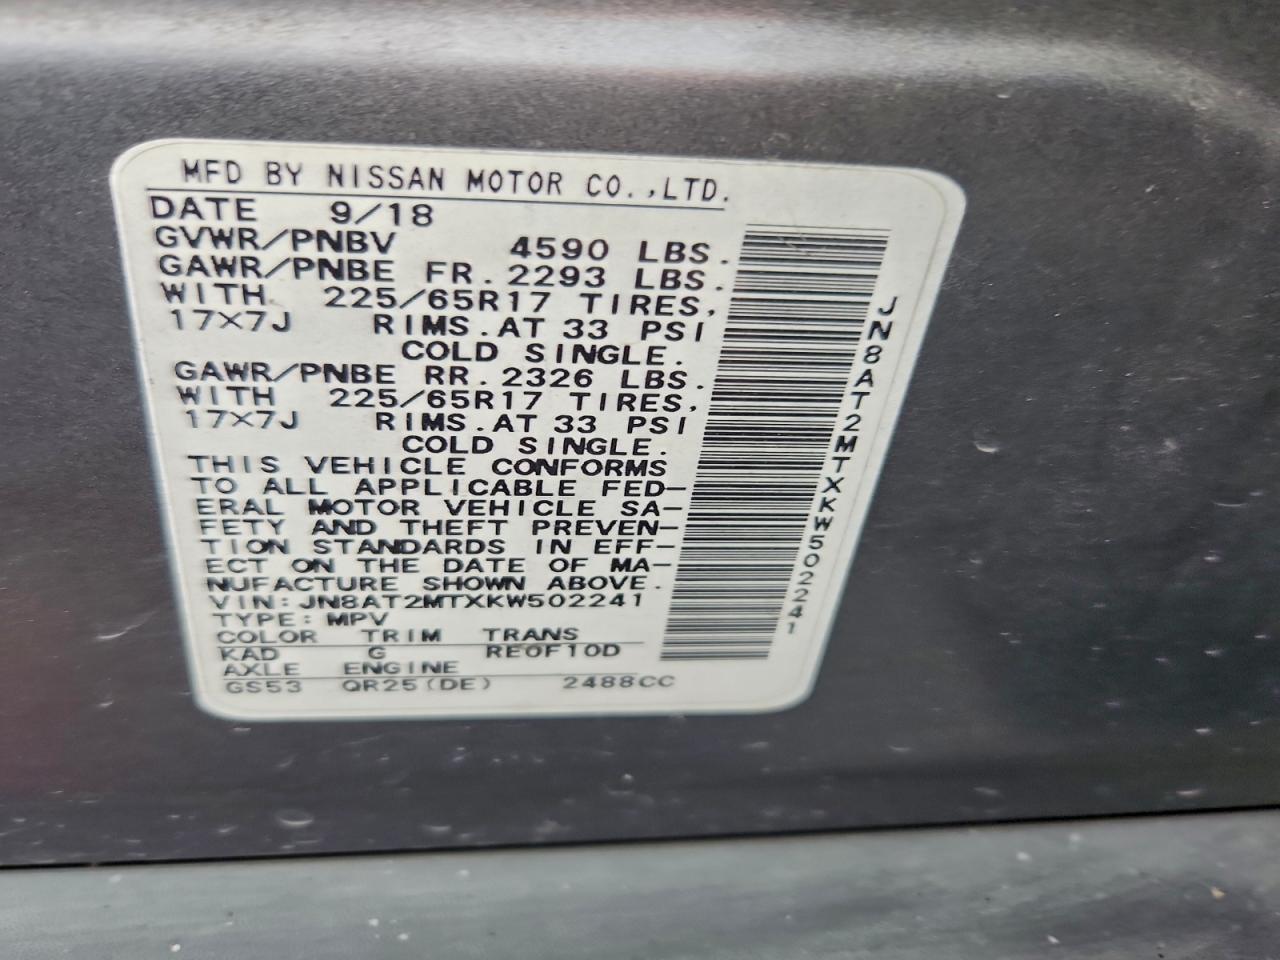 MFD BY NISSAN MOTOR CO.,LTD.
DATE 9/18
GVWR/PNBV 4590 LBS.
GAWR/PNBE FR. 2293 LBS.
WITH 225/65R17 TIRES,
17X7J RIMS. AT 33 PSI
COLD SINGLE.
GAWR/PNBE RR. 2326 LBS.
WITH 225/65R17 TIRES,
17X7J RIMS. AT 33 PSI
COLD SINGLE.
THIS VEHICLE CONFORMS
TO ALL APPLICABLE FED-
ERAL MOTOR VEHICLE SA-
FETY AND THEFT PREVEN-
TION STANDARDS IN EFF-
ECT ON THE DATE OF MA-
NUFACTURE SHOWN ABOVE.
VIN: JN8AT2MTXKW502241
TYPE: MPV
COLOR TRIM TRANS
KAD G RE0F10D
AXLE ENGINE
GS53 QR25(DE) 2488CC
JN8AT2MTXKW502241